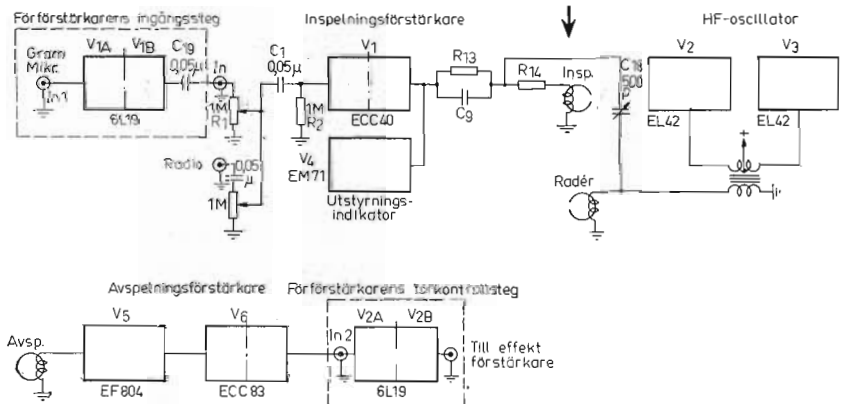 Förförstärkarens ingångssteg
Inspelningsförstärkare
HF-oscillator
V1A V1B
C19
0,05µ
Gram
Mikr.
In 1
6L19
In
1M
R1
C1
0,05µ
1M
R2
V1
ECC40
R13
C9
R14
Insp.
C18
500
V2
EL42
V3
EL42
+
Radio
0,05
µ
1M
V4
EM71
Utstyrnings-
indikator
Radér
Avspelningsförstärkare
Förförstärkarens tonkontrollsteg
Avsp.
V5
EF804
V6
ECC83
In 2
V2A V2B
6L19
Till effekt
förstärkare